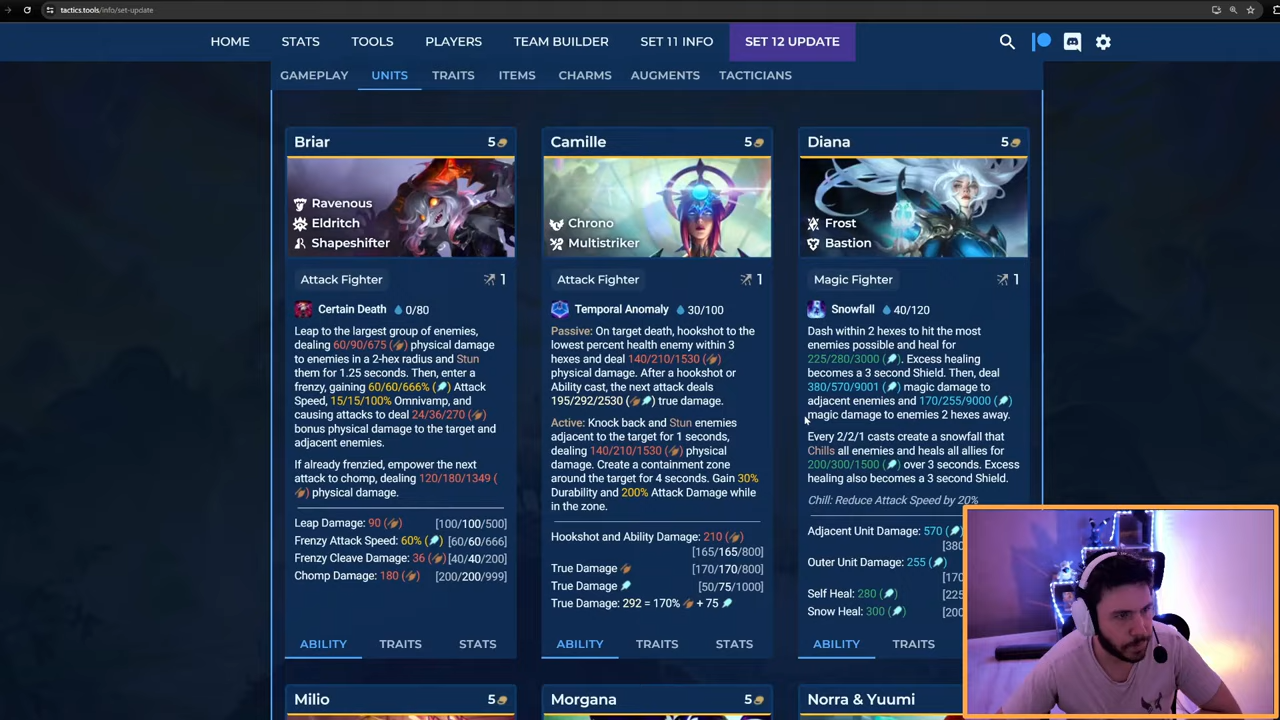 tactics.tools/info/set-update
HOME STATS TOOLS PLAYERS TEAM BUILDER SET 11 INFO SET 12 UPDATE
GAMEPLAY UNITS TRAITS ITEMS CHARMS AUGMENTS TACTICIANS
Briar 5
Ravenous
Eldritch
Shapeshifter
Attack Fighter 1
Certain Death 0/80
Leap to the largest group of enemies,
dealing 60/90/675 ( ) physical damage
to enemies in a 2-hex radius and Stun
them for 1.25 seconds. Then, enter a
frenzy, gaining 60/60/666% ( ) Attack
Speed, 15/15/100% Omnivamp, and
causing attacks to deal 24/36/270 ( )
bonus physical damage to the target and
adjacent enemies.
If already frenzied, empower the next
attack to chomp, dealing 120/180/1349 (
) physical damage.
Leap Damage: 90 ( ) [100/100/500]
Frenzy Attack Speed: 60% ( ) [60/60/666]
Frenzy Cleave Damage: 36 ( ) [40/40/200]
Chomp Damage: 180 ( ) [200/200/999]
ABILITY TRAITS STATS
Camille 5
Chrono
Multistriker
Attack Fighter 1
Temporal Anomaly 30/100
Passive: On target death, hookshot to the
lowest percent health enemy within 3
hexes and deal 140/210/1530 ( )
physical damage. After a hookshot or
Ability cast, the next attack deals
195/292/2530 ( ) true damage.
Active: Knock back and Stun enemies
adjacent to the target for 1 seconds,
dealing 140/210/1530 ( ) physical
damage. Create a containment zone
around the target for 4 seconds. Gain 30%
Durability and 200% Attack Damage while
in the zone.
Hookshot and Ability Damage: 210 ( )
[165/165/800]
True Damage [170/170/800]
True Damage [50/75/1000]
True Damage: 292 = 170% + 75
ABILITY TRAITS STATS
Diana 5
Frost
Bastion
Magic Fighter 1
Snowfall 40/120
Dash within 2 hexes to hit the most
enemies possible and heal for
225/280/3000 ( ). Excess healing
becomes a 3 second Shield. Then, deal
380/570/9001 ( ) magic damage to
adjacent enemies and 170/255/9000 ( )
magic damage to enemies 2 hexes away.
Every 2/2/1 casts create a snowfall that
Chills all enemies and heals all allies for
200/300/1500 ( ) over 3 seconds. Excess
healing also becomes a 3 second Shield.
Chill: Reduce Attack Speed by 20%
Adjacent Unit Damage: 570 ( )
[380
Outer Unit Damage: 255 ( )
[170
Self Heal: 280 ( ) [225
Snow Heal: 300 ( ) [200
ABILITY TRAITS
Milio 5
Morgana 5
Norra & Yuumi